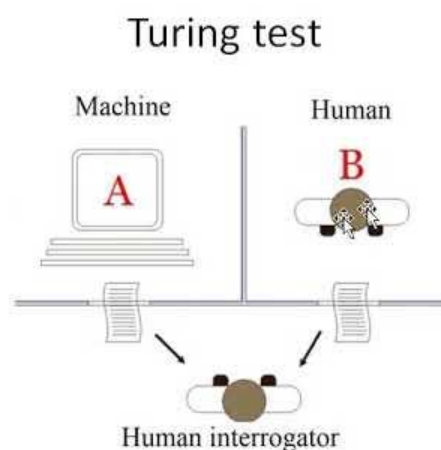 Turing test
Machine
Human
A
B
Human interrogator